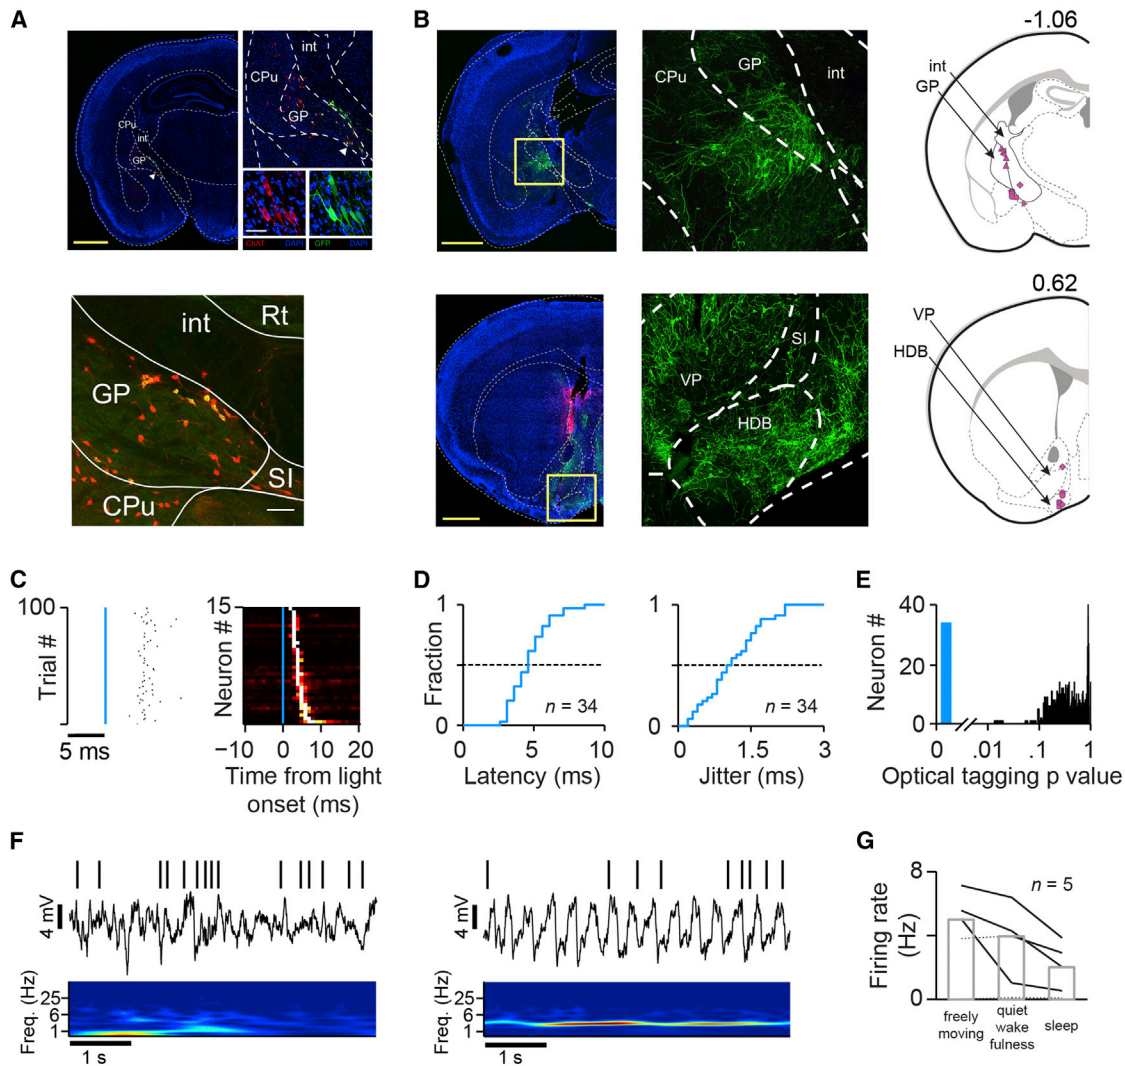 A
CPu
int
GP
int
CPu
GP
ChAT DAPI GFP DAPI
int
Rt
GP
SI
CPu
B
GP
CPu
int
-1.06
int
GP
SI
VP
HDB
0.62
VP
HDB
C
100
Trial #
5 ms
15
Neuron #
−10 0 10 20
Time from light
onset (ms)
D
1
Fraction
0
n = 34
0 5 10
Latency (ms)
1
0
n = 34
0 1.5 3
Jitter (ms)
E
40
20
0
Neuron #
0 .01 .1 1
Optical tagging p value
F
4 mV
25
6
1
Freq. (Hz)
1 s
4 mV
25
6
1
Freq. (Hz)
1 s
G
8
0
Firing rate
(Hz)
n = 5
freely
moving
quiet
wake
fulness
sleep